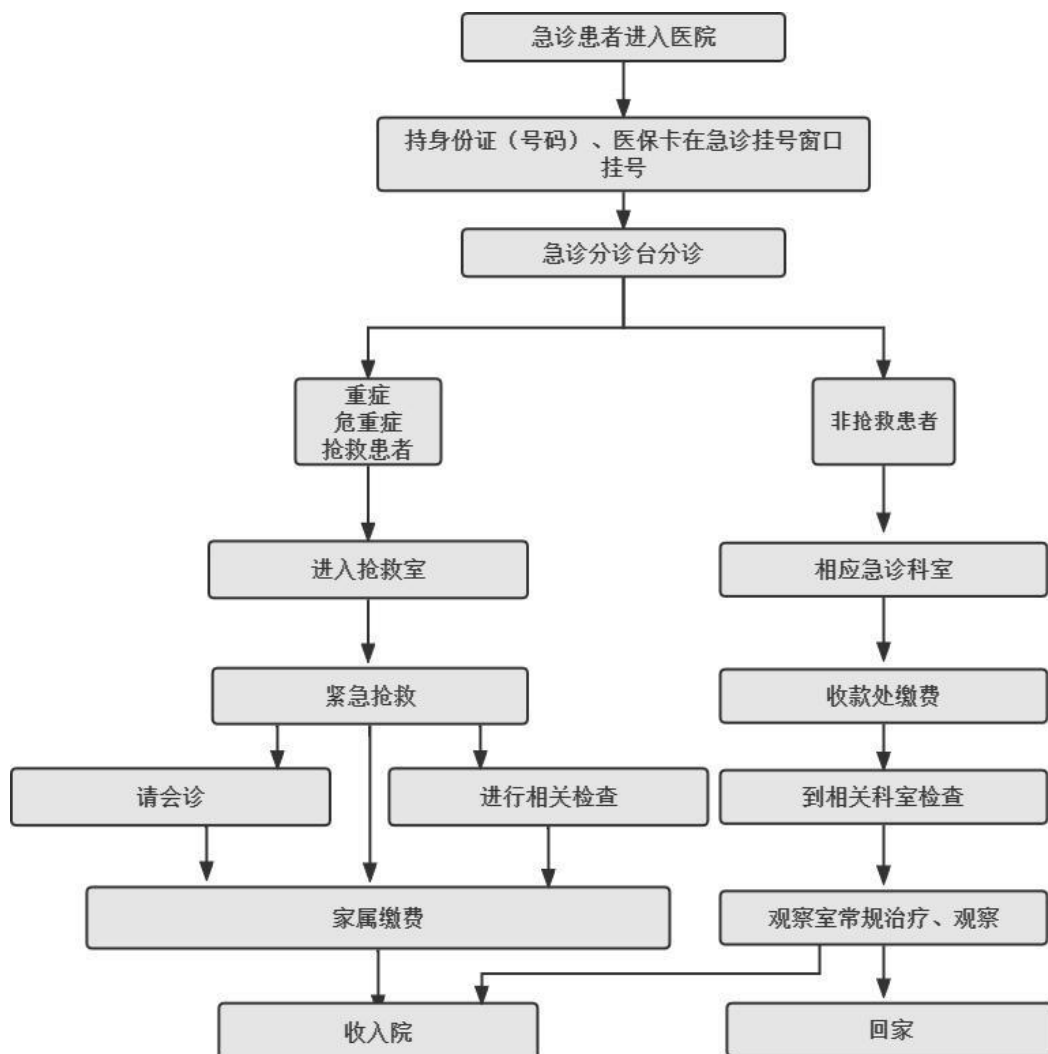 急诊患者进入医院
持身份证（号码）、医保卡在急诊挂号窗口
挂号
急诊分诊台分诊
重症
危重症
抢救患者
非抢救患者
进入抢救室
相应急诊科室
紧急抢救
收款处缴费
请会诊
进行相关检查
到相关科室检查
家属缴费
观察室常规治疗、观察
收入院
回家